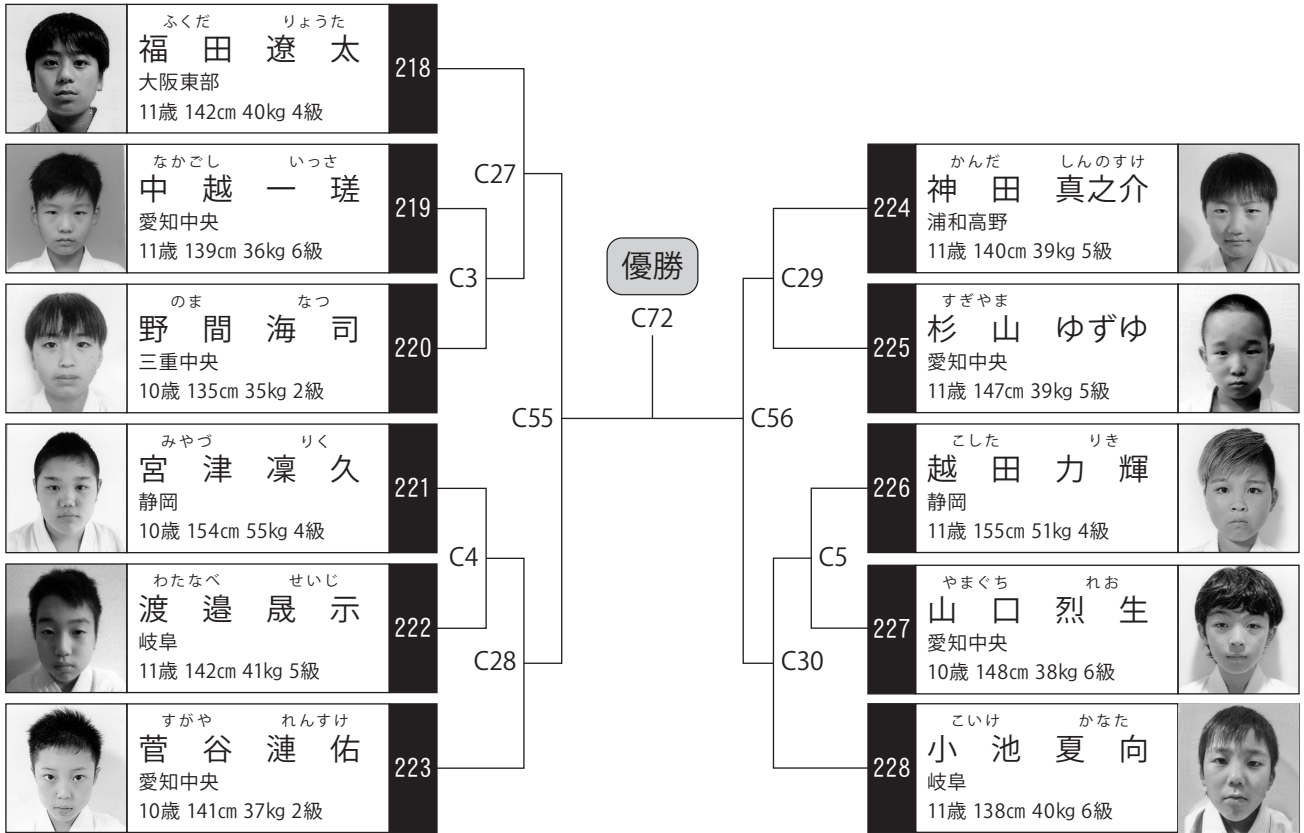 ふくだ りょうた
福田 遼太
大阪東部
11歳 142cm 40kg 4級
218
なかごし いっさ
中越 一瑳
愛知中央
11歳 139cm 36kg 6級
219
のま なつ
野間 海司
三重中央
10歳 135cm 35kg 2級
220
みやづ りく
宮津 凜久
静岡
10歳 154cm 55kg 4級
221
わたなべ せいじ
渡邉 晟示
岐阜
11歳 142cm 41kg 5級
222
すがや れんすけ
菅谷 漣佑
愛知中央
10歳 141cm 37kg 2級
223
C27
C3
C4
C28
C55
優勝
C72
C56
C29
C5
C30
224
かんだ しんのすけ
神田 真之介
浦和高野
11歳 140cm 39kg 5級
225
すぎやま
杉山 ゆずゆ
愛知中央
11歳 147cm 39kg 5級
226
こした りき
越田 力輝
静岡
11歳 155cm 51kg 4級
227
やまぐち れお
山口 烈生
愛知中央
10歳 148cm 38kg 6級
228
こいけ かなた
小池 夏向
岐阜
11歳 138cm 40kg 6級